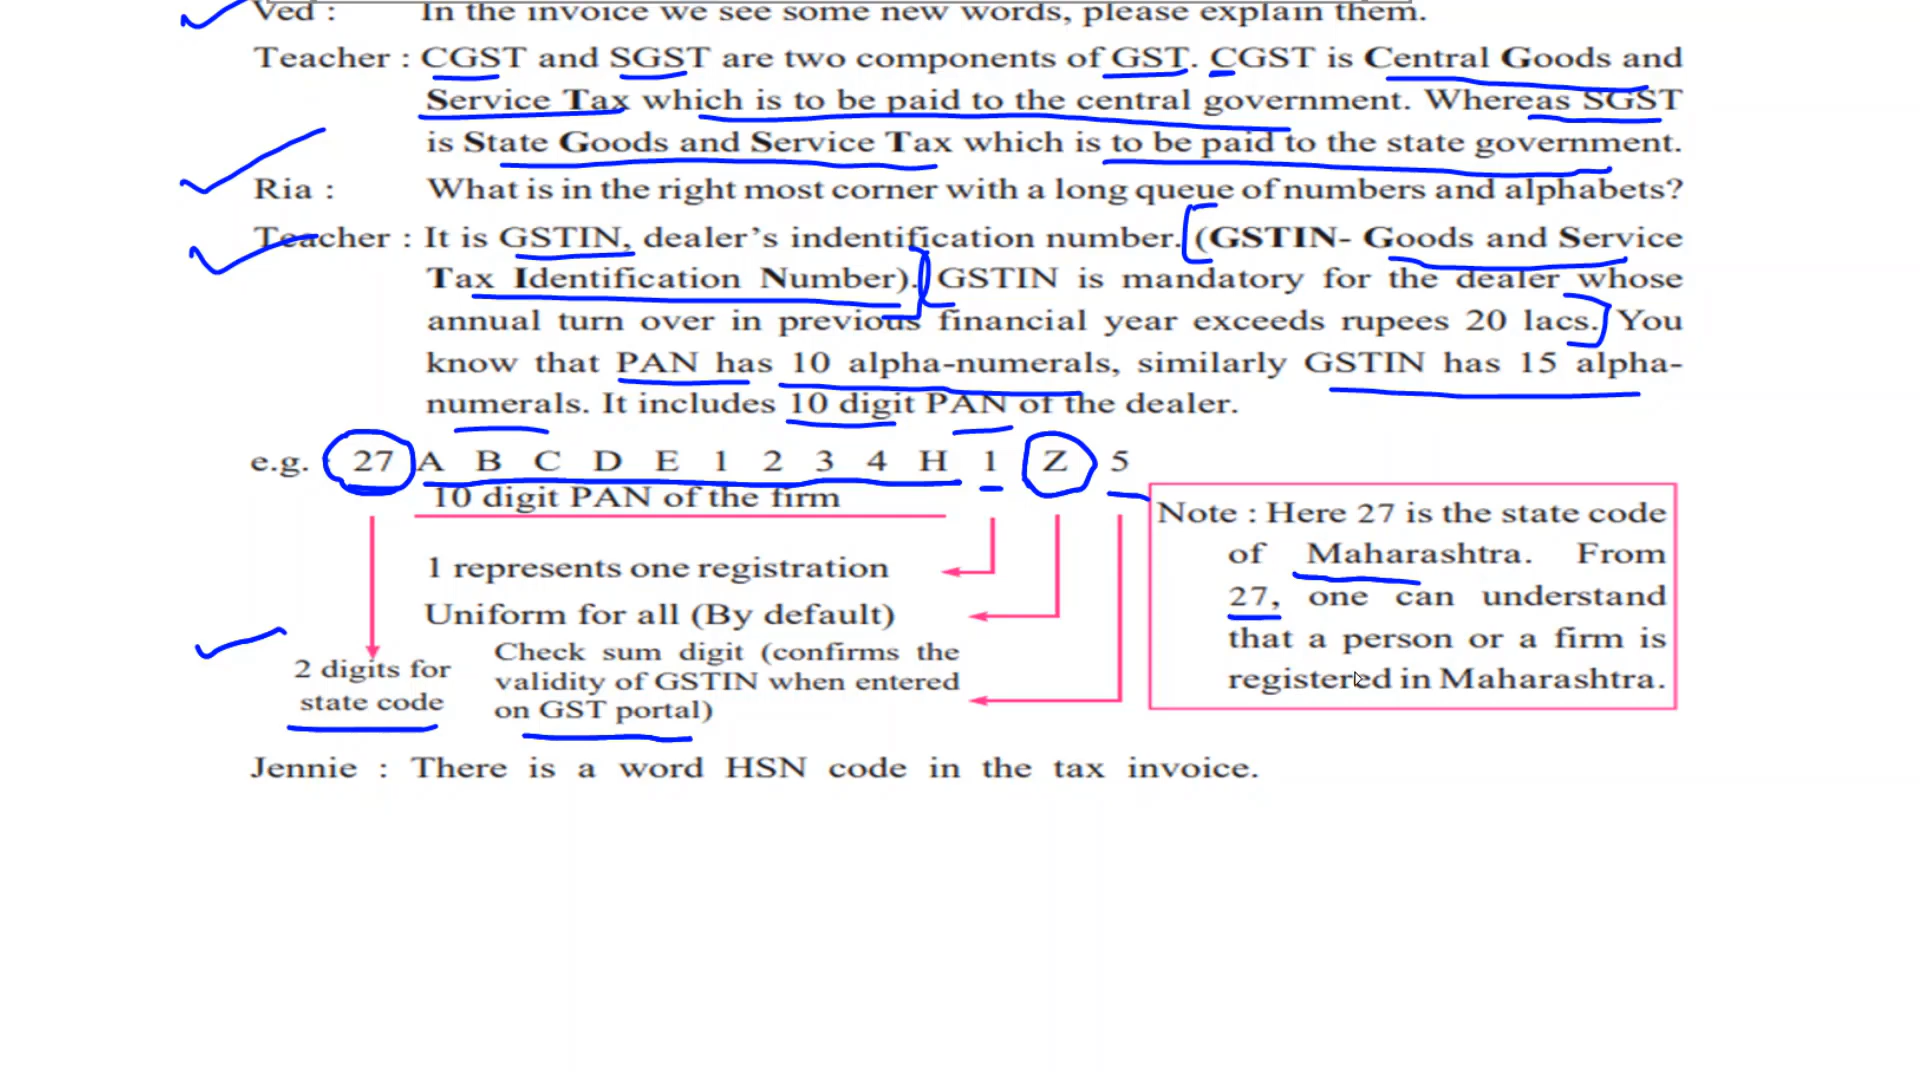 Ved : In the invoice we see some new words, please explain them.
Teacher : CGST and SGST are two components of GST. CGST is Central Goods and
Service Tax which is to be paid to the central government. Whereas SGST
is State Goods and Service Tax which is to be paid to the state government.
Ria : What is in the right most corner with a long queue of numbers and alphabets?
Teacher : It is GSTIN, dealer's indentification number. (GSTIN- Goods and Service
Tax Identification Number). GSTIN is mandatory for the dealer whose
annual turn over in previous financial year exceeds rupees 20 lacs. You
know that PAN has 10 alpha-numerals, similarly GSTIN has 15 alpha-
numerals. It includes 10 digit PAN of the dealer.
e.g. 27 A B C D E 1 2 3 4 H 1 Z 5
10 digit PAN of the firm
1 represents one registration
Uniform for all (By default)
2 digits for
state code
Check sum digit (confirms the
validity of GSTIN when entered
on GST portal)
Note : Here 27 is the state code
of Maharashtra. From
27, one can understand
that a person or a firm is
registered in Maharashtra.
Jennie : There is a word HSN code in the tax invoice.